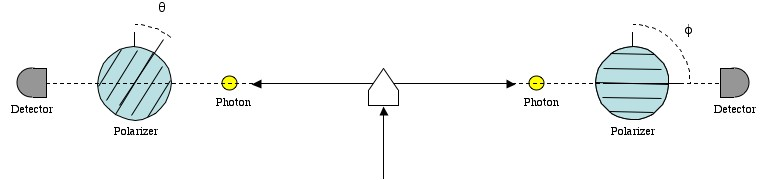 θ
ϕ
Detector
Polarizer
Photon
Photon
Polarizer
Detector